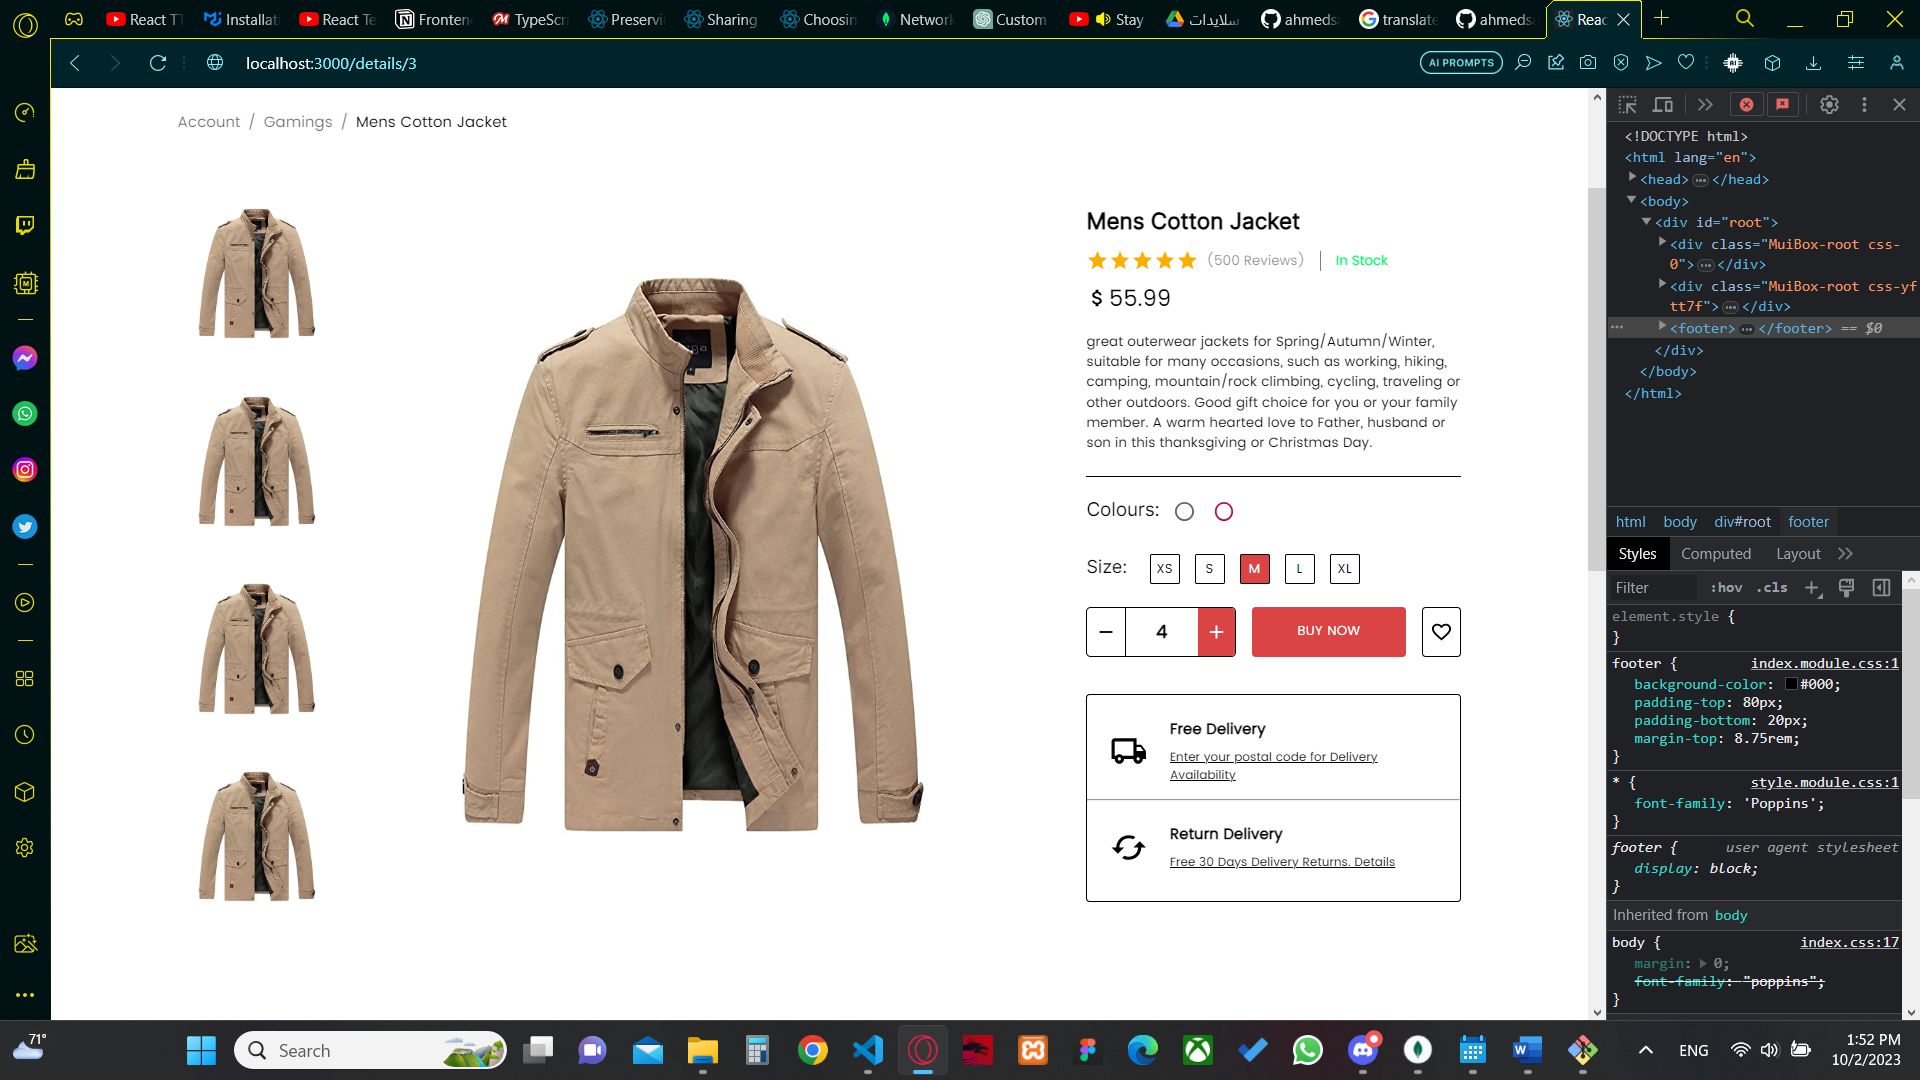 React TT
Installat
React Te
Fronten
TypeScri
Preservi
Sharing
Choosin
Network
Custom
Stay
سلايدات
ahmedsa
translate
ahmedsa
Reac
localhost:3000/details/3
AI PROMPTS
Account / Gamings / Mens Cotton Jacket
Mens Cotton Jacket
(500 Reviews)
In Stock
$ 55.99
great outerwear jackets for Spring/Autumn/Winter,
suitable for many occasions, such as working, hiking,
camping, mountain/rock climbing, cycling, traveling or
other outdoors. Good gift choice for you or your family
member. A warm hearted love to Father, husband or
son in this thanksgiving or Christmas Day.
Colours:
Size: XS S M L XL
− 4 + BUY NOW
Free Delivery
Enter your postal code for Delivery
Availability
Return Delivery
Free 30 Days Delivery Returns. Details
<!DOCTYPE html>
<html lang="en">
<head>…</head>
<body>
<div id="root">
<div class="MuiBox-root css-
0">…</div>
<div class="MuiBox-root css-yf
tt7f">…</div>
<footer>…</footer> == $0
</div>
</body>
</html>
html body div#root footer
Styles Computed Layout
Filter :hov .cls
element.style {
}
footer { index.module.css:1
background-color: #000;
padding-top: 80px;
padding-bottom: 20px;
margin-top: 8.75rem;
}
* { style.module.css:1
font-family: 'Poppins';
}
footer { user agent stylesheet
display: block;
}
Inherited from body
body { index.css:17
margin: 0;
font-family: "poppins";
}
71°
Search
ENG
1:52 PM
10/2/2023